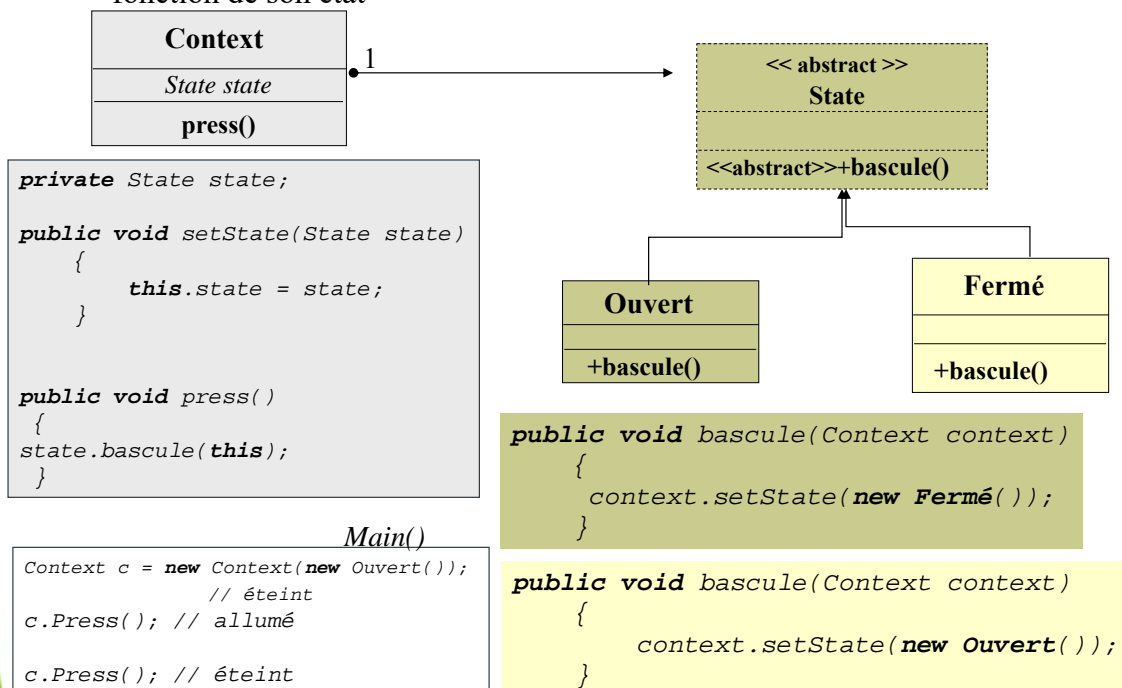 fonction de son état
Context
State state
press()
1
<< abstract >>
State
<<abstract>>+bascule()
private State state;
public void setState(State state)
{
this.state = state;
}
public void press()
{
state.bascule(this);
}
Ouvert
+bascule()
Fermé
+bascule()
public void bascule(Context context)
{
context.setState(new Fermé());
}
Main()
Context c = new Context(new Ouvert());
// éteint
c.Press(); // allumé
c.Press(); // éteint
public void bascule(Context context)
{
context.setState(new Ouvert());
}